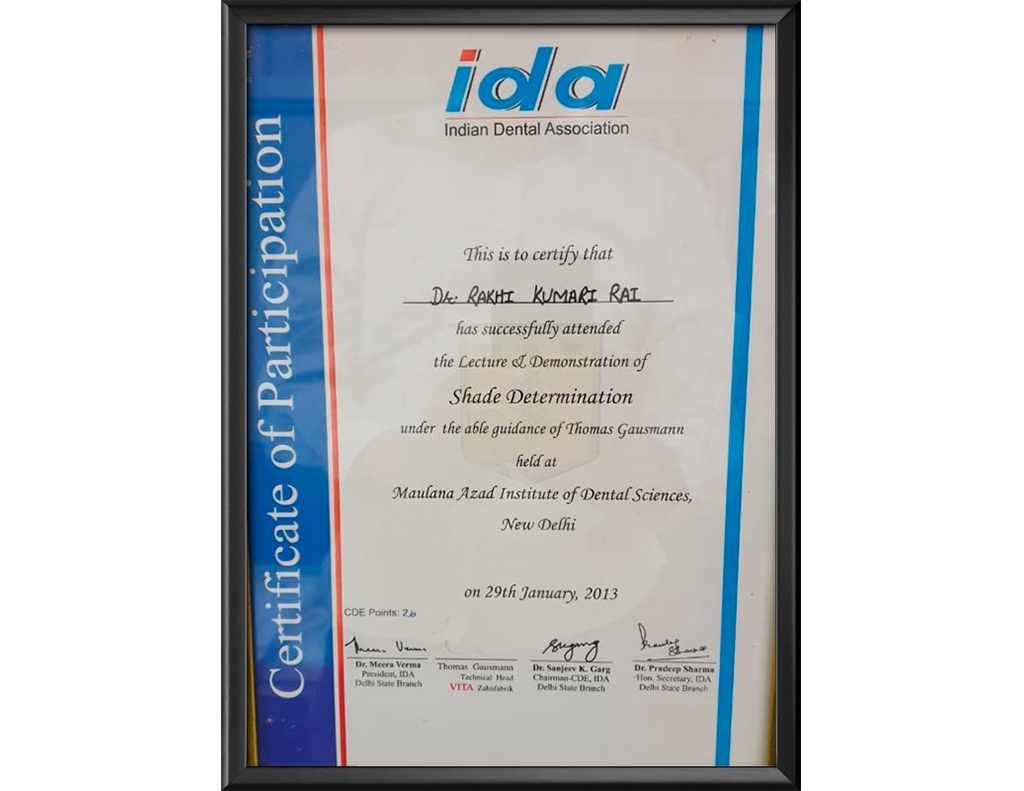 Certificate of Participation
ida
Indian Dental Association
This is to certify that
Dr. RAKHI KUMARI RAI
has successfully attended
the Lecture & Demonstration of
Shade Determination
under the able guidance of Thomas Gausmann
held at
Maulana Azad Institute of Dental Sciences,
New Delhi
on 29th January, 2013
CDE Points: 2
Meera Verma
Dr. Meera Verma
President, IDA
Delhi State Branch
Thomas Gausmann
Technical Head
VITA Zahnfabrik
Dr. Sanjeev K. Garg
Chairman-CDE, IDA
Delhi State Branch
Dr. Pradeep Sharma
Hon. Secretary, IDA
Delhi State Branch